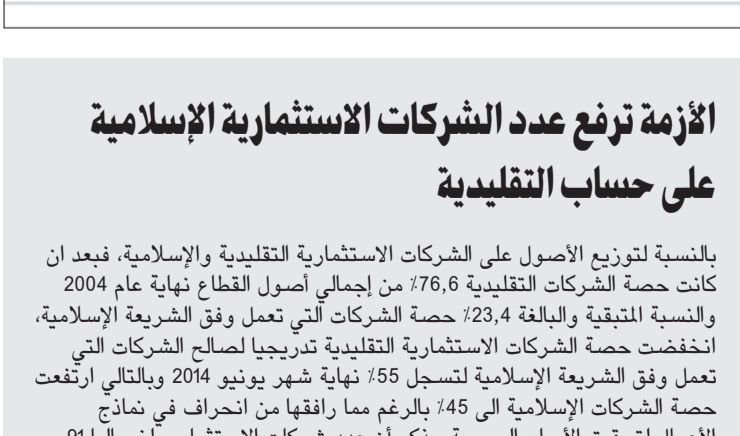 الأزمة ترفع عدد الشركات الاستثمارية الإسلامية
على حساب التقليدية
بالنسبة لتوزيع الأصول على الشركات الاستثمارية التقليدية والإسلامية، فبعد ان
كانت حصة الشركات التقليدية 76,6٪ من إجمالي أصول القطاع نهاية عام 2004
والنسبة المتبقية والبالغة 23,4٪ حصة الشركات التي تعمل وفق الشريعة الإسلامية،
انخفضت حصة الشركات الاستثمارية التقليدية تدريجيا لصالح الشركات التي
تعمل وفق الشريعة الإسلامية لتسجل 55٪ نهاية شهر يونيو 2014 وبالتالي ارتفعت
حصة الشركات الإسلامية الى 45٪ بالرغم مما رافقها من انحراف في نماذج